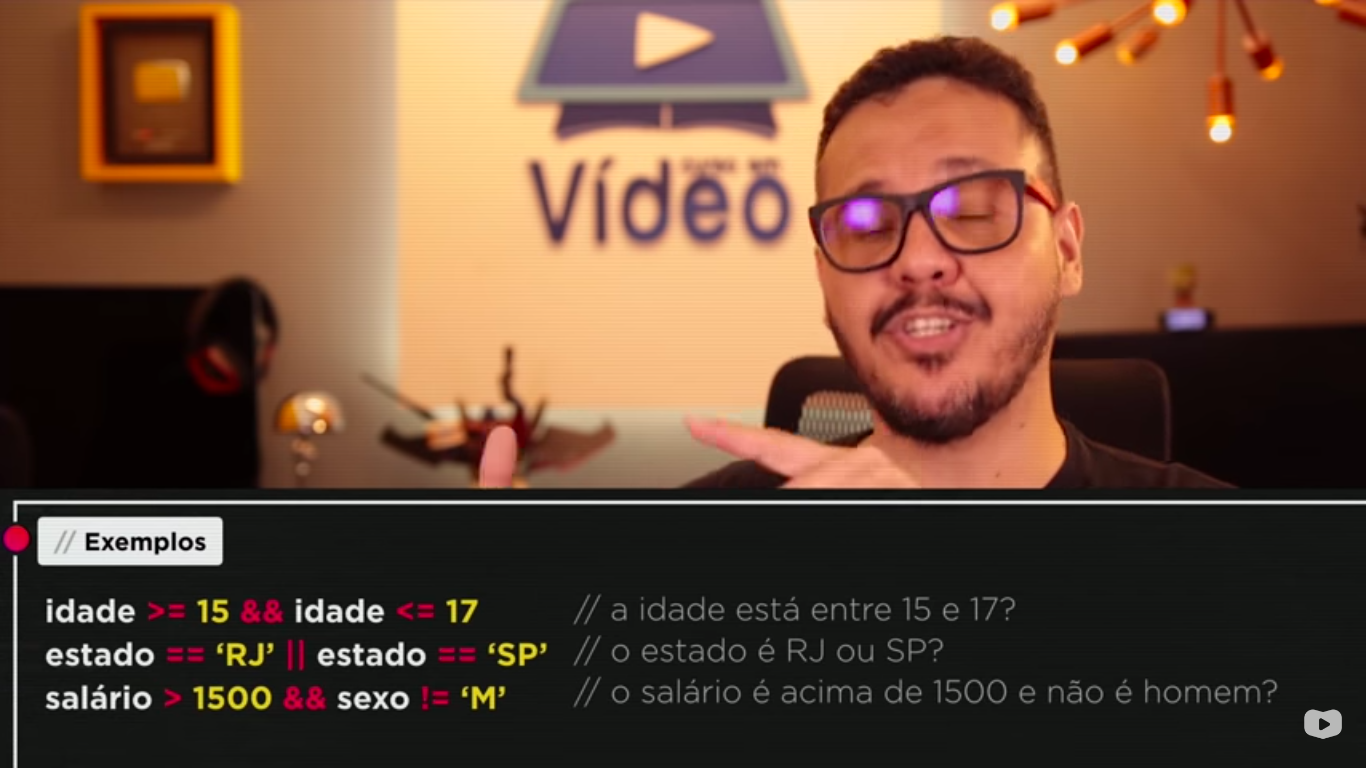 Vídeo
// Exemplos
idade >= 15 && idade <= 17 // a idade está entre 15 e 17?
estado == ‘RJ’ || estado == ‘SP’ // o estado é RJ ou SP?
salário > 1500 && sexo != ‘M’ // o salário é acima de 1500 e não é homem?